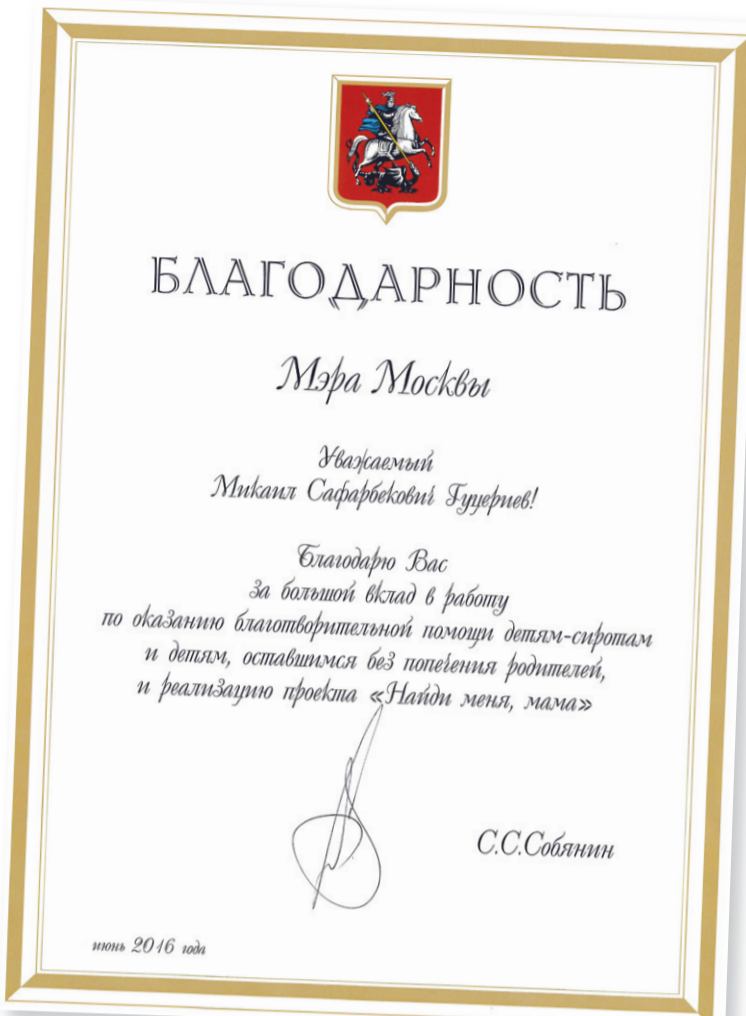 БЛАГОДАРНОСТЬ
Мэра Москвы
Уважаемый
Микаил Сафарбекович Гуцериев!
Благодарю Вас
за большой вклад в работу
по оказанию благотворительной помощи детям-сиротам
и детям, оставшимся без попечения родителей,
и реализацию проекта «Найди меня, мама»
С.С.Собянин
июнь 2016 года